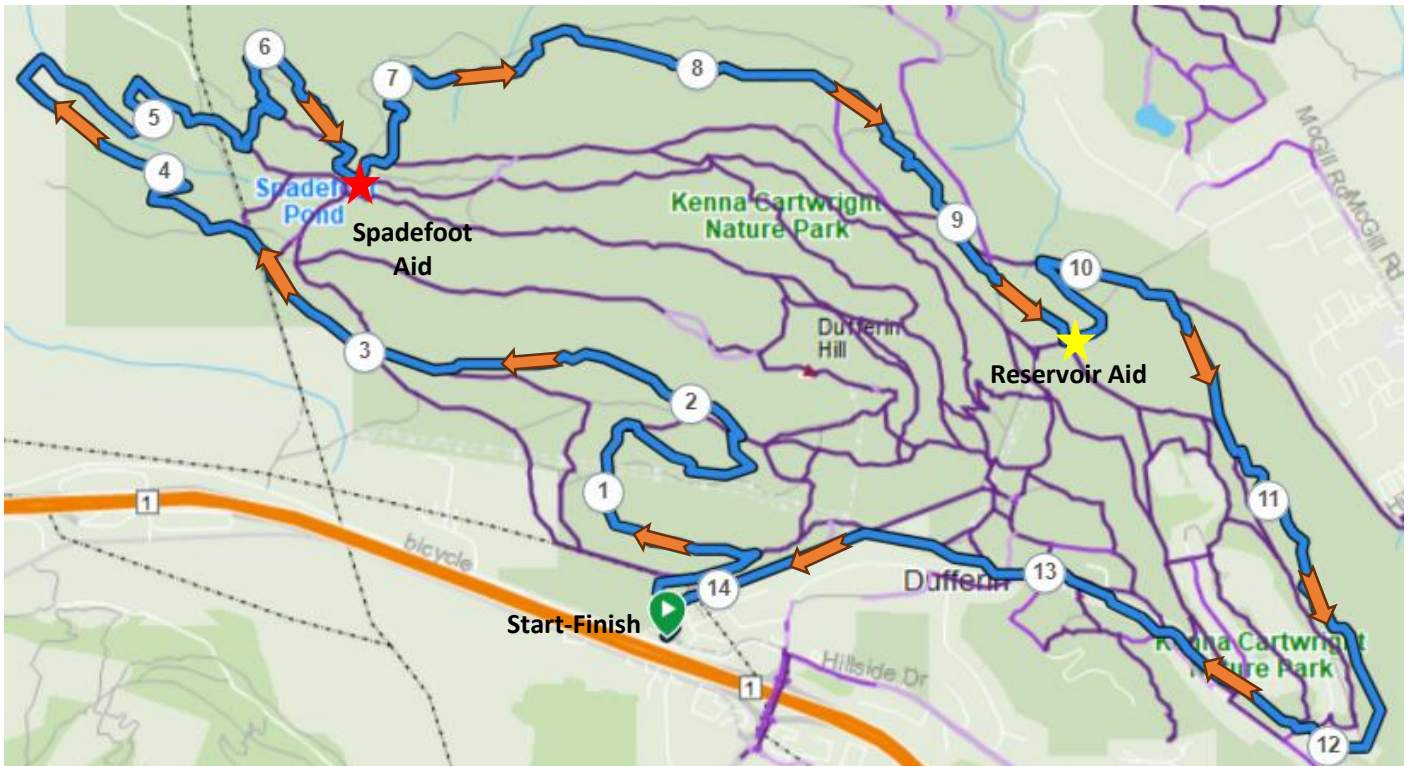 6
7
8
5
4
McGill Rd
McGill Rd
Spadefoot
Pond
Kenna Cartwright
Nature Park
Spadefoot
Aid
9
10
Dufferin
Hill
3
Reservoir Aid
2
1
11
1
bicycle
14
13
Dufferin
Start-Finish
Kenna Cartwright
Nature Park
Hillside Dr
1
12